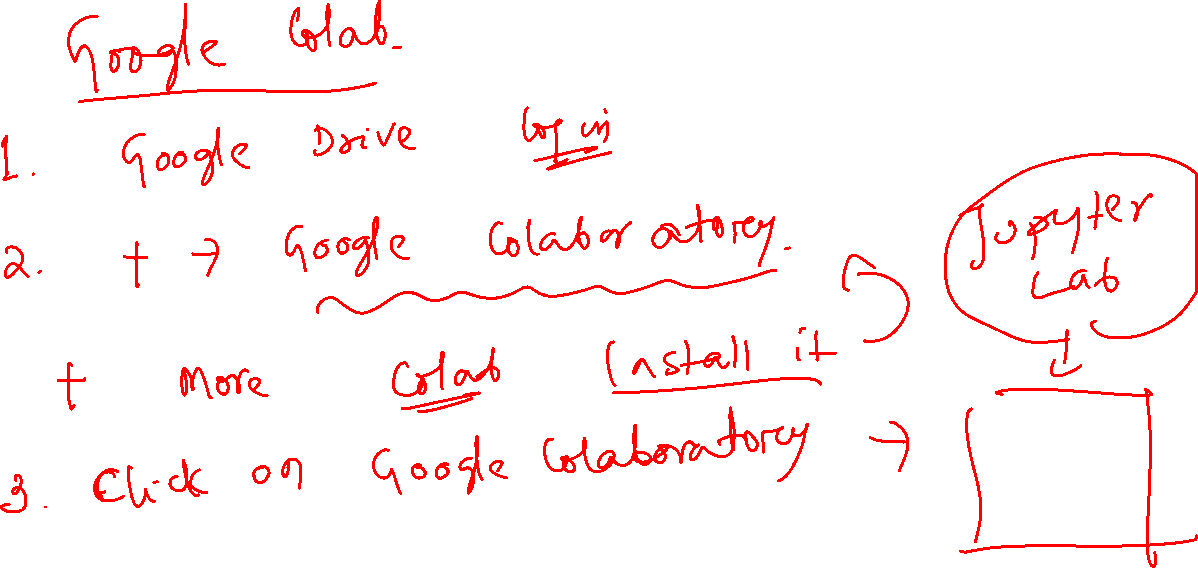 Google Colab.
1. Google Drive Log in
2. + → Google Colaboratory.
Jupyter
Lab
+ More Colab Install it
3. Click on Google Colaboratory →